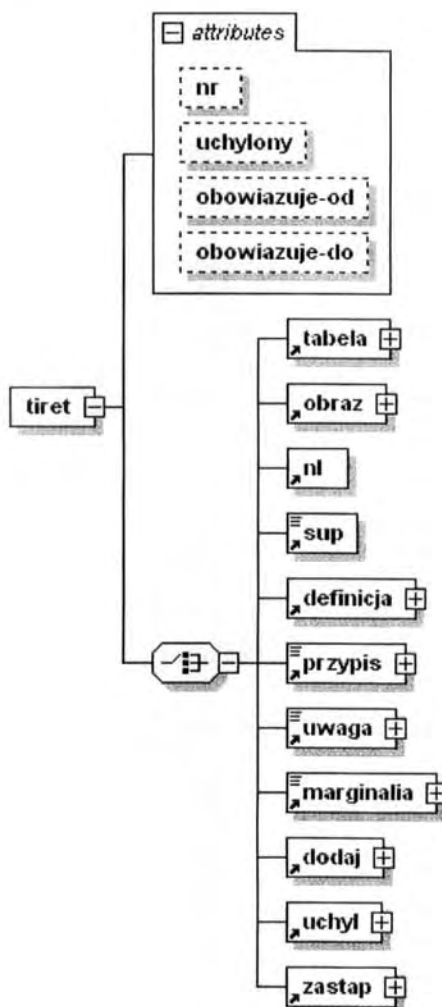 attributes
nr
uchylony
obowiazuje-od
obowiazuje-do
tabela
obraz
tiret
nl
sup
definicja
przypis
uwaga
marginalia
dodaj
uchyl
zastap